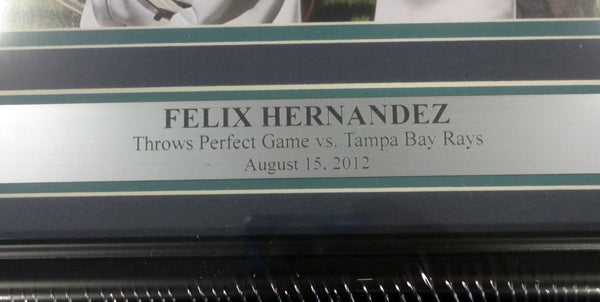 FELIX HERNANDEZ
Throws Perfect Game vs. Tampa Bay Rays
August 15, 2012